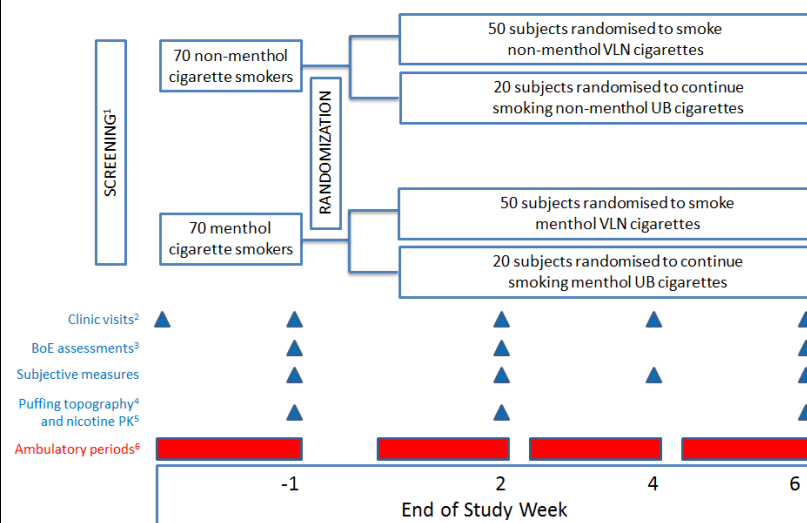 SCREENING¹
70 non-menthol
cigarette smokers
RANDOMIZATION
50 subjects randomised to smoke
non-menthol VLN cigarettes
20 subjects randomised to continue
smoking non-menthol UB cigarettes
70 menthol
cigarette smokers
50 subjects randomised to smoke
menthol VLN cigarettes
20 subjects randomised to continue
smoking menthol UB cigarettes
Clinic visits²
BoE assessments³
Subjective measures
Puffing topography⁴
and nicotine PK⁵
Ambulatory periods⁶
-1 2 4 6
End of Study Week